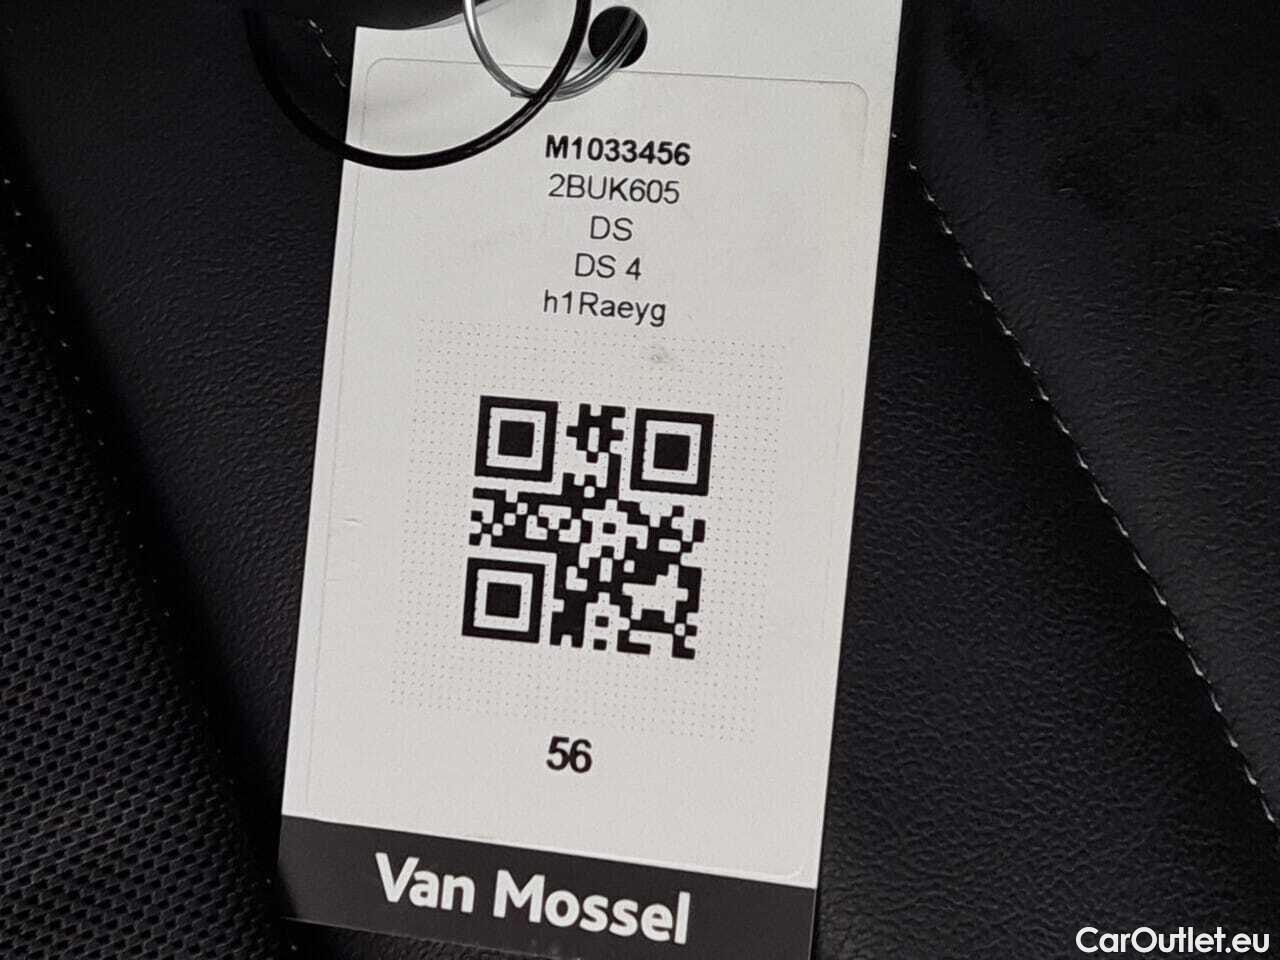 M1033456
2BUK605
DS
DS 4
h1Raeyg
56
Van Mossel
CarOutlet.eu